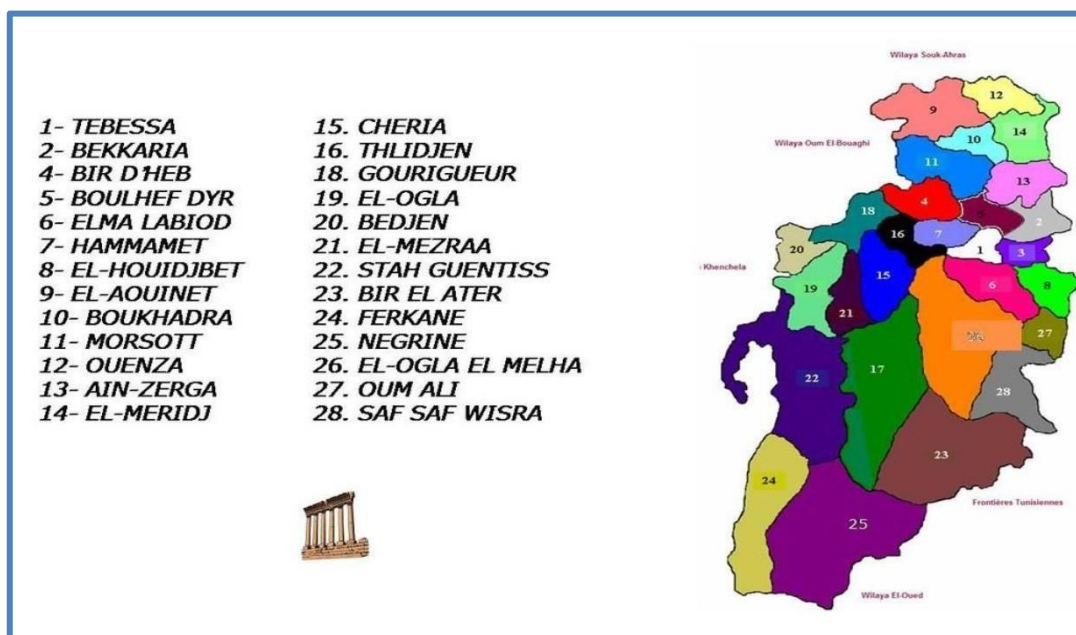 1- TEBESSA
2- BEKKARIA
4- BIR D'HEB
5- BOULHEF DYR
6- ELMA LABIOD
7- HAMMAMET
8- EL-HOUIDJBET
9- EL-AOUINET
10- BOUKHADRA
11- MORSOTT
12- OUENZA
13- AIN-ZERGA
14- EL-MERIDJ
15. CHERIA
16. THLIDJEN
18. GOURIGUEUR
19. EL-OGLA
20. BEDJEN
21. EL-MEZRAA
22. STAH GUENTISS
23. BIR EL ATER
24. FERKANE
25. NEGRINE
26. EL-OGLA EL MELHA
27. OUM ALI
28. SAF SAF WISRA
Wilaya Souk-Ahras
12
9
14
10
Wilaya Oum El-Bouaghi
11
13
4
18
5
2
16
7
20
1
3
Khenchela
15
6
8
19
21
27
17
22
28
23
24
Frontières Tunisiennes
25
Wilaya El-Oued